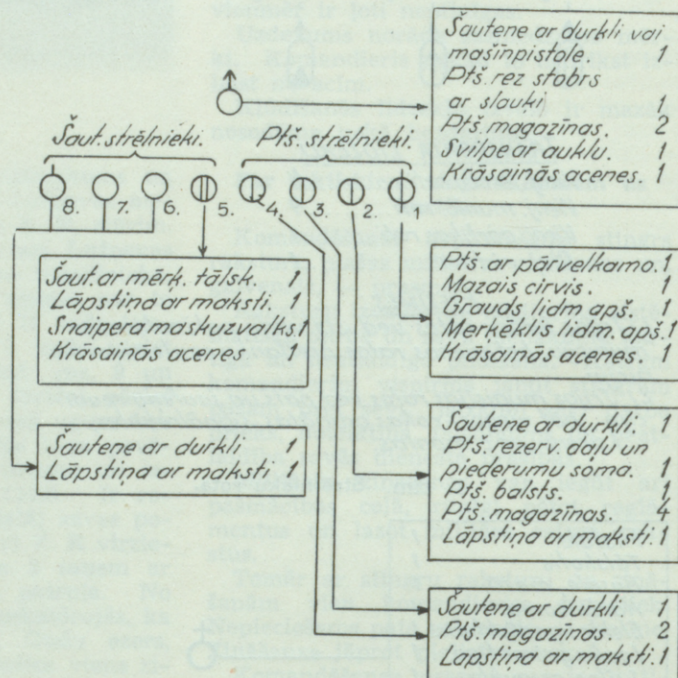 Šautene ar durkli vai
mašīnpistole. 1
Ptš. rez stobrs
ar slauķi 1
Ptš. magazīnas. 2
Svilpe ar auklu. 1
Krāsainās acenes. 1
Šaut. strēlnieki. Ptš. strēlnieki.
8. 7. 6. 5. 4. 3. 2. 1
Šaut. ar mērķ. tālsk. 1
Lāpstiņa ar maksti. 1
Snaipera maskuzvalks 1
Krāsainās acenes. 1
Ptš ar pārvelkamo. 1
Mazais cirvis. 1
Grauds lidm apš. 1
Merķēklis lidm. apš. 1
Krāsainās acenes. 1
Šautene ar durkli 1
Lāpstiņa ar maksti 1
Šautene ar durkli. 1
Ptš. rezerv. daļu un
piederumu soma. 1
Ptš. balsts. 1
Ptš. magazīnas. 4
Lāpstiņa ar maksti. 1
Šautene ar durkli 1
Ptš. magazīnas. 2
Lapstiņa ar maksti. 1